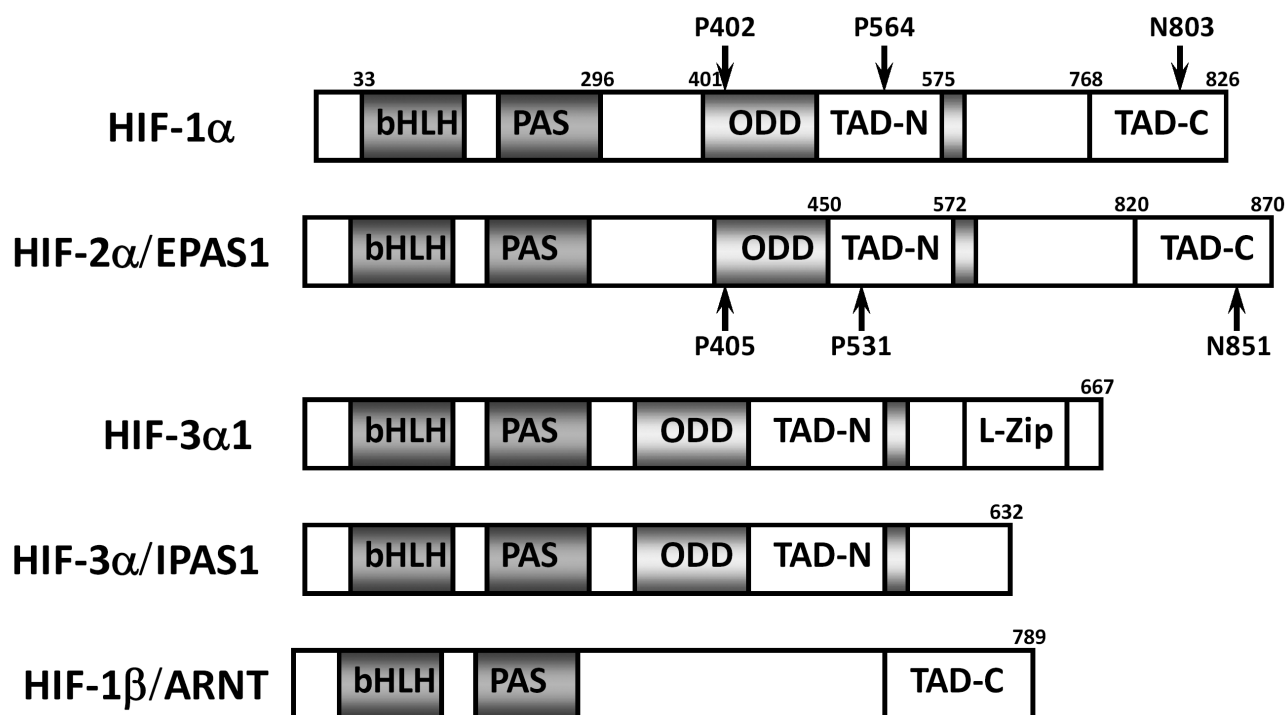 P402 P564 N803
33 296 401 575 768 826
HIF-1α bHLH PAS ODD TAD-N TAD-C
450 572 820 870
HIF-2α/EPAS1 bHLH PAS ODD TAD-N TAD-C
P405 P531 N851
667
HIF-3α1 bHLH PAS ODD TAD-N L-Zip
632
HIF-3α/IPAS1 bHLH PAS ODD TAD-N
789
HIF-1β/ARNT bHLH PAS TAD-C